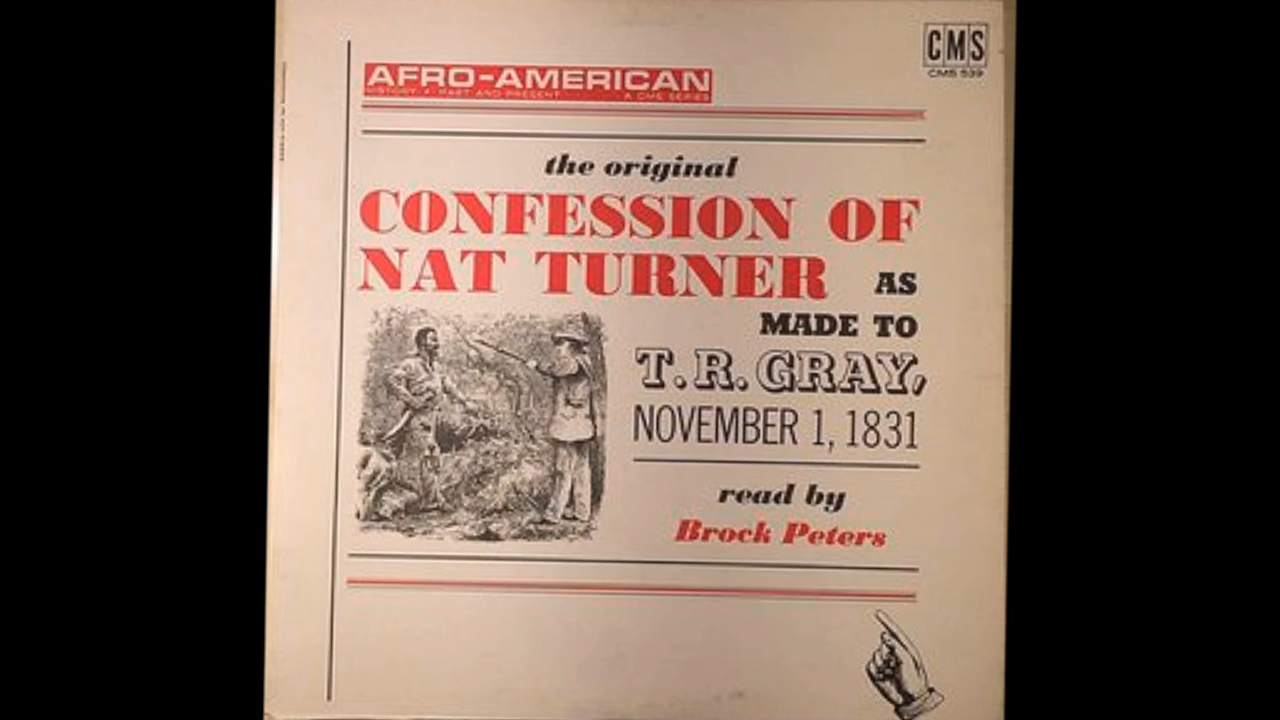 CMS
CMS 539
AFRO-AMERICAN
HISTORY • PAST AND PRESENT A CMS SERIES
the original
CONFESSION OF
NAT TURNER AS
MADE TO
T.R. GRAY,
NOVEMBER 1, 1831
read by
Brock Peters